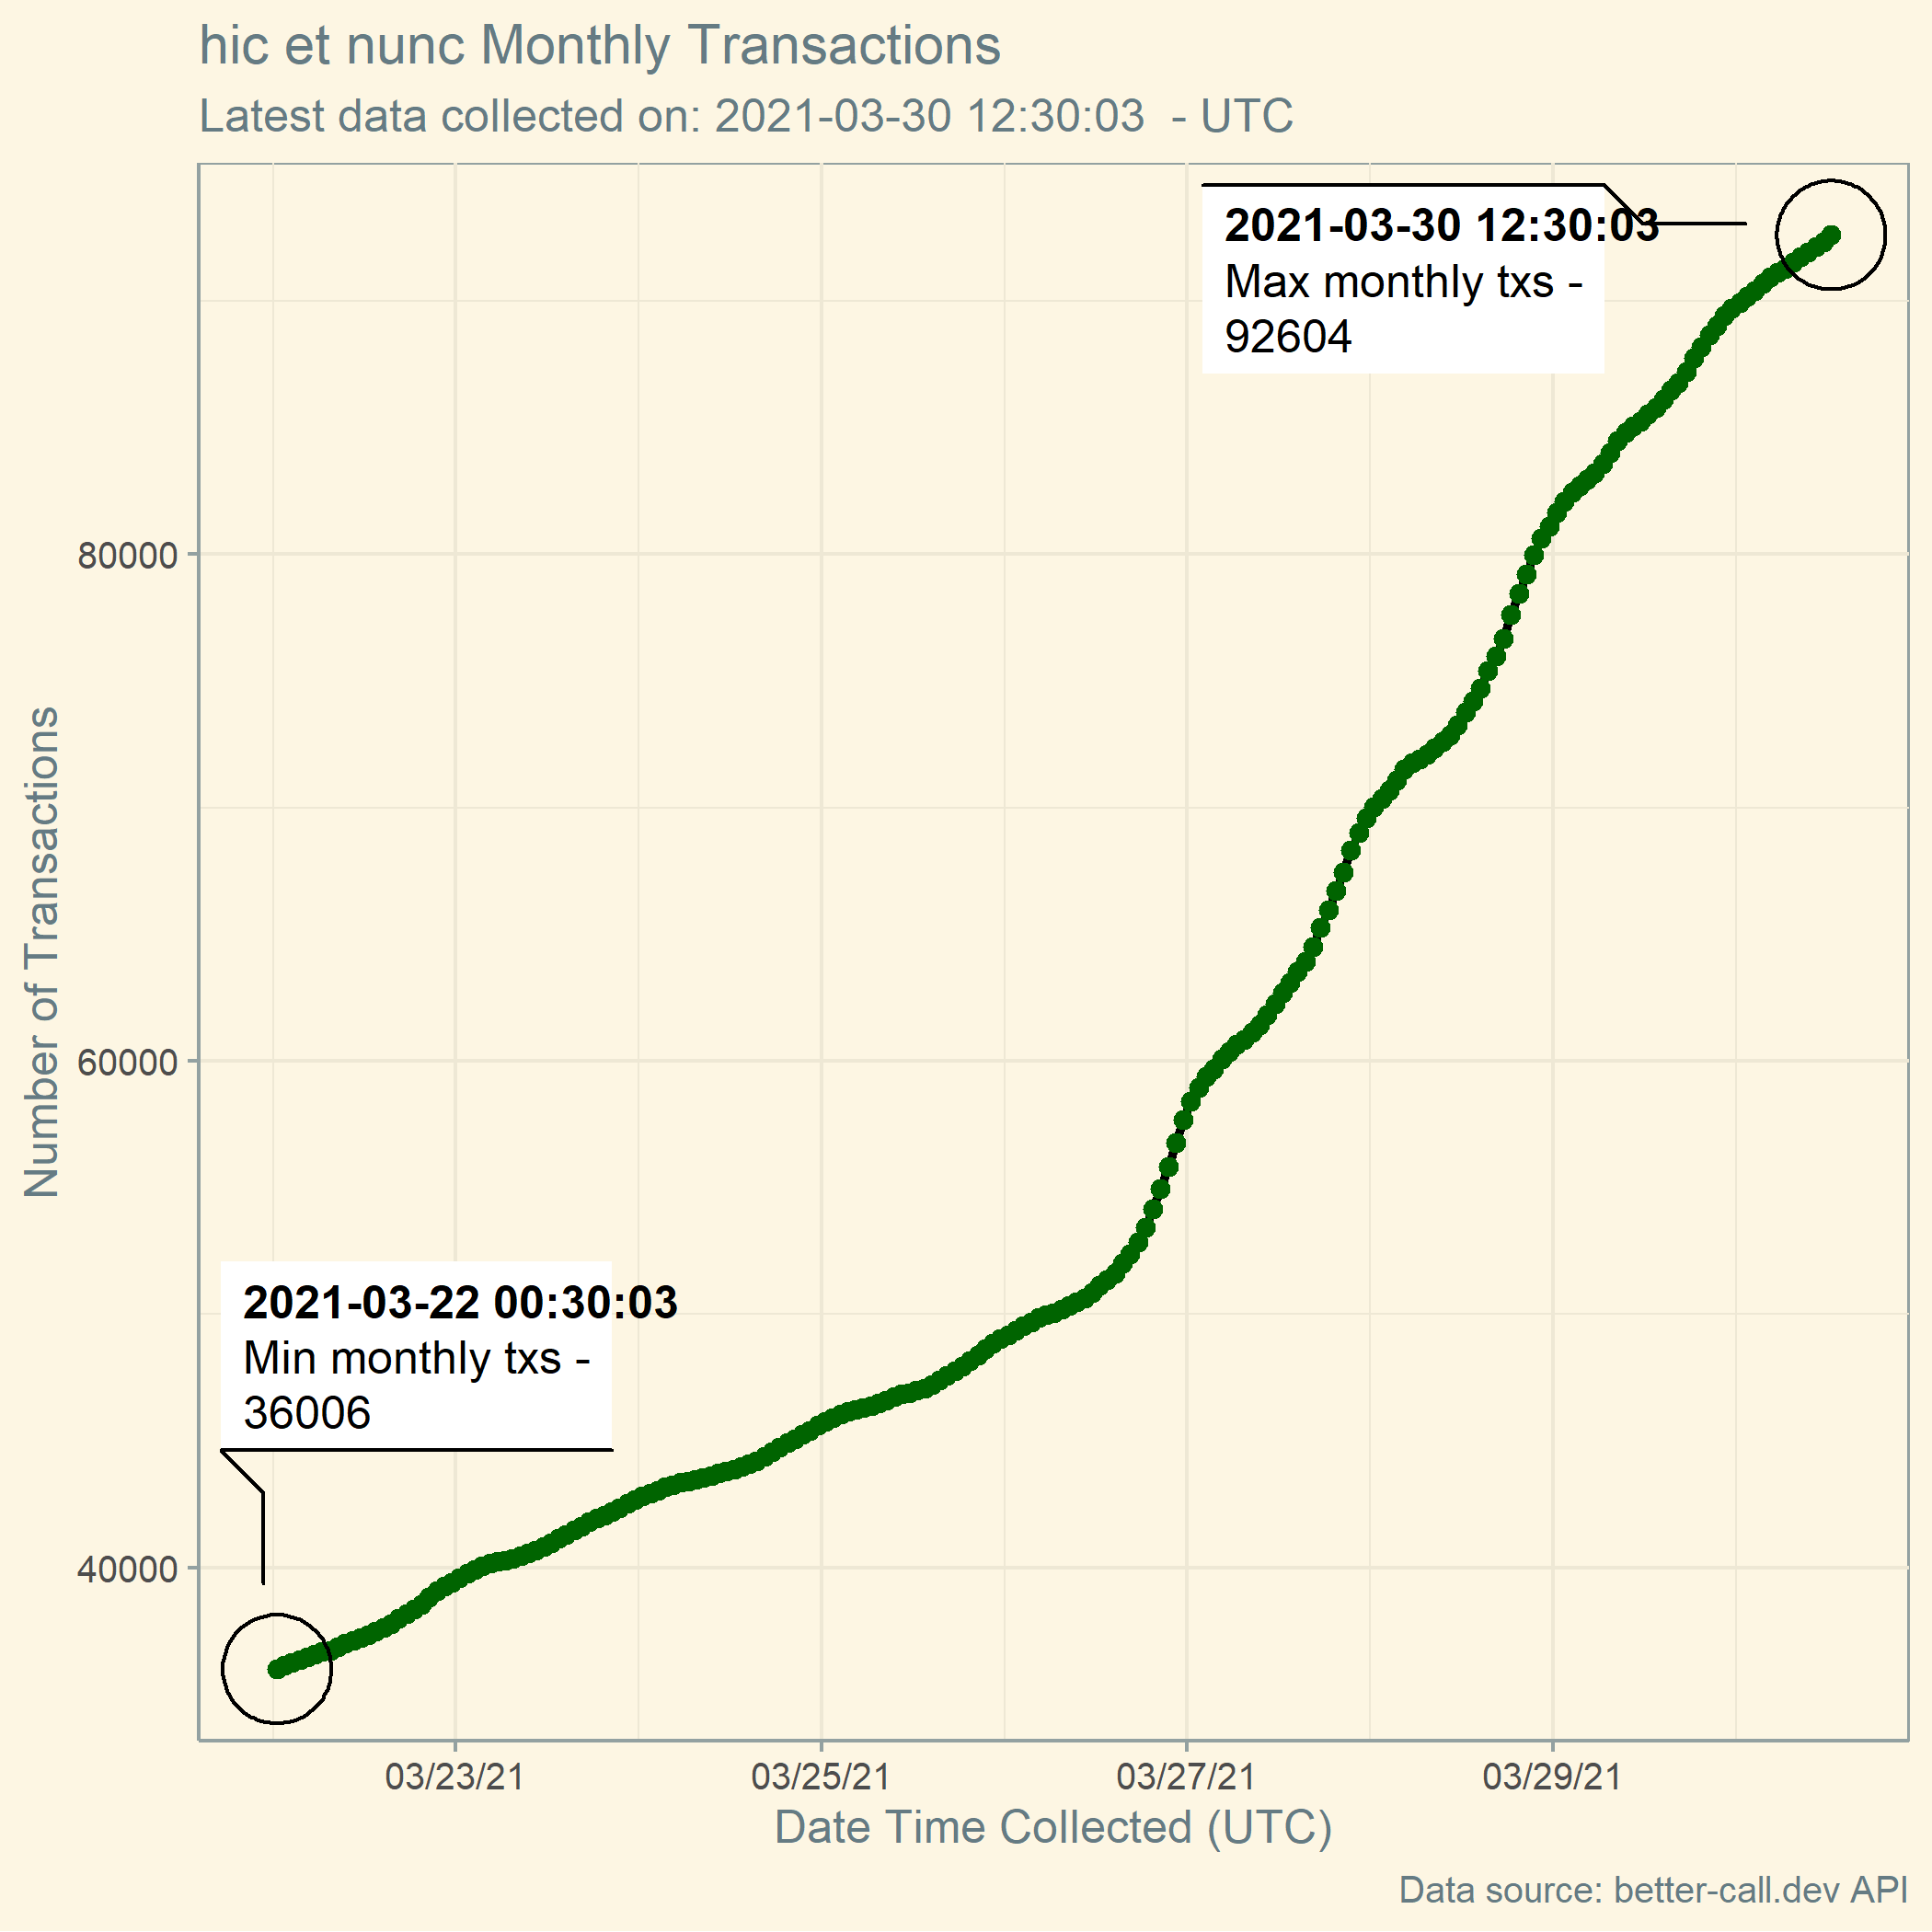 hic et nunc Monthly Transactions
Latest data collected on: 2021-03-30 12:30:03  - UTC
2021-03-30 12:30:03
Max monthly txs -
92604
80000
60000
40000
Number of Transactions
2021-03-22 00:30:03
Min monthly txs -
36006
03/23/21
03/25/21
03/27/21
03/29/21
Date Time Collected (UTC)
Data source: better-call.dev API